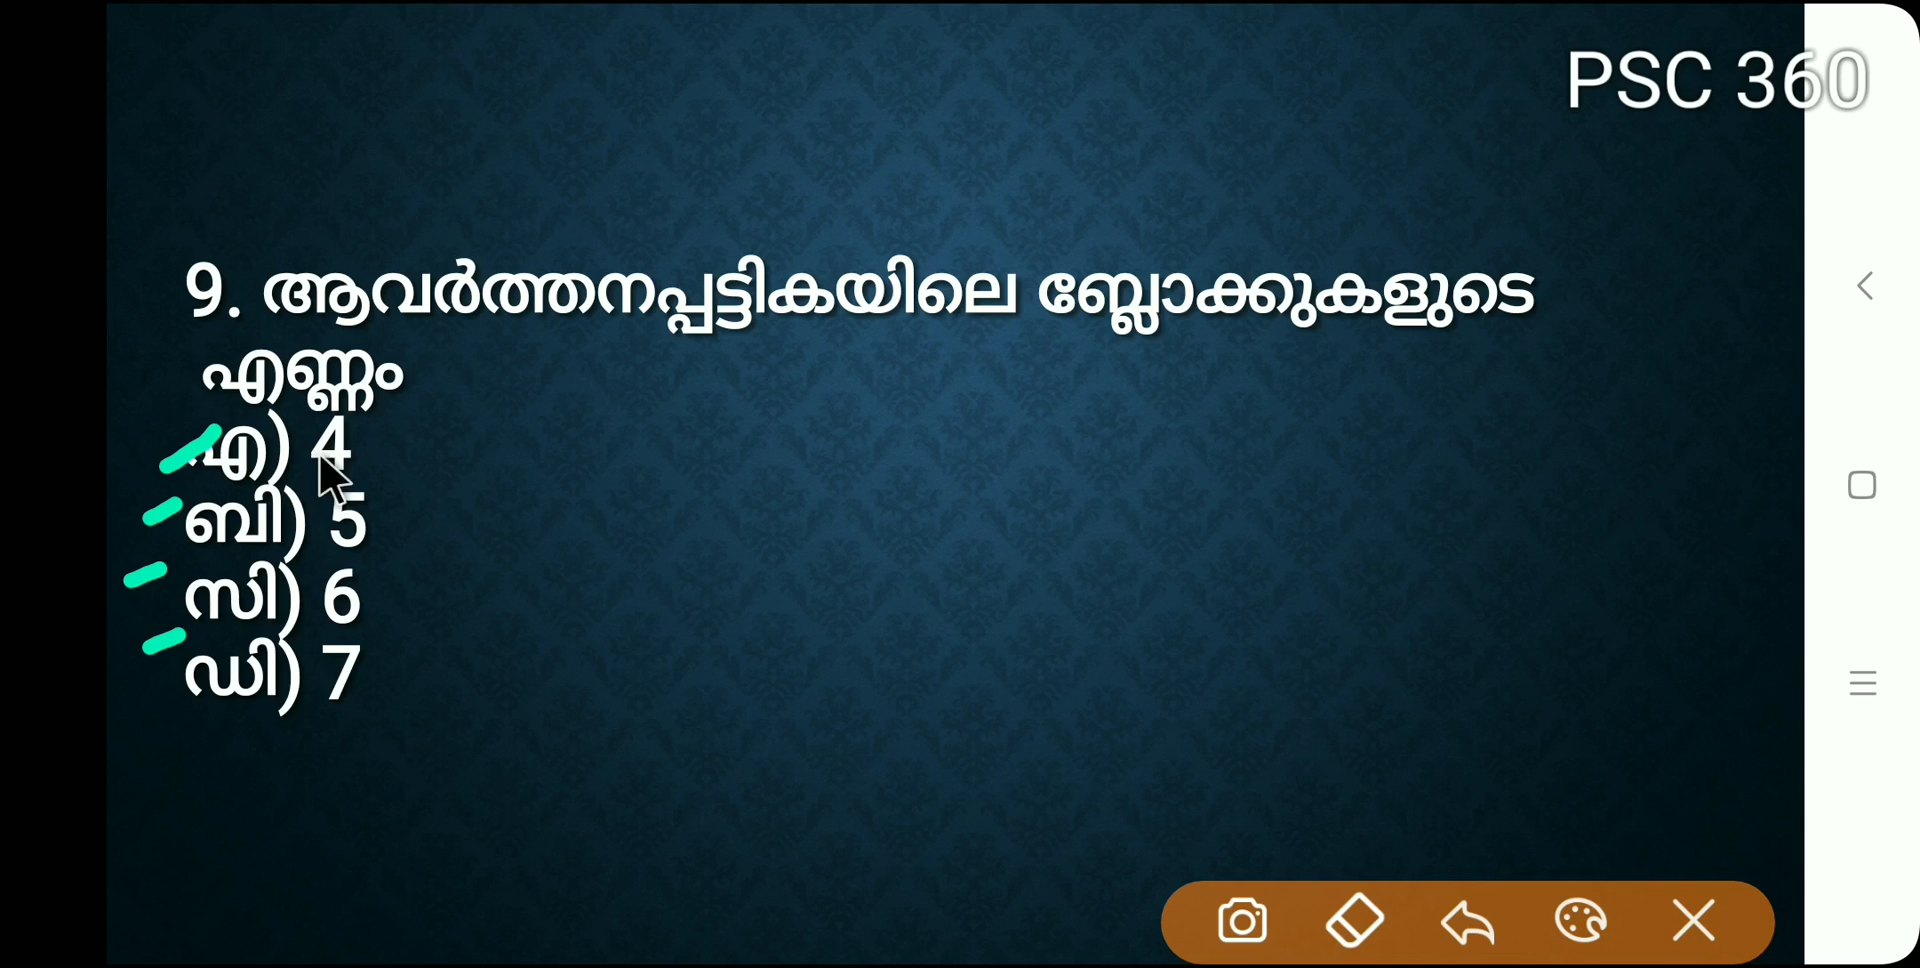 PSC 360
9. ആവർത്തനപ്പട്ടികയിലെ ബ്ലോക്കുകളുടെ
എണ്ണം
എ) 4
ബി) 5
സി) 6
ഡി) 7